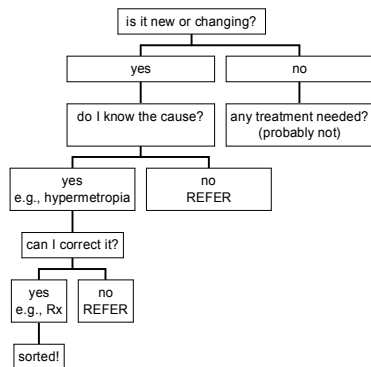 is it new or changing?
yes
no
do I know the cause?
any treatment needed?
(probably not)
yes
e.g., hypermetropia
no
REFER
can I correct it?
yes
e.g., Rx
no
REFER
sorted!